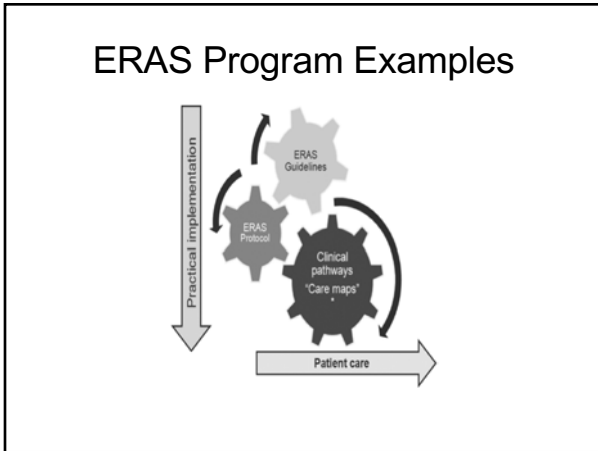 ERAS Program Examples
Practical implementation
ERAS
Guidelines
ERAS
Protocol
Clinical
pathways
"Care maps"
*
Patient care